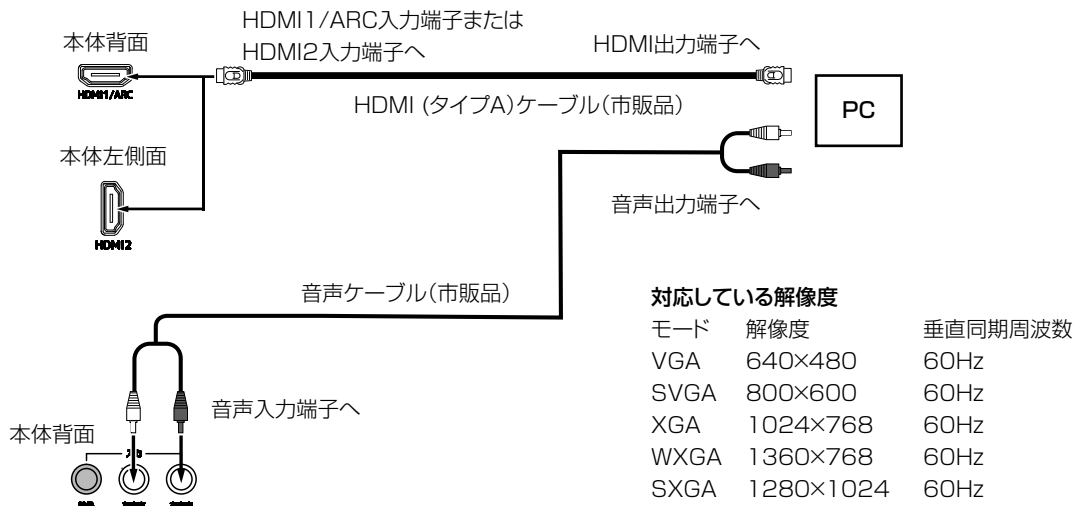 HDMI1/ARC入力端子または
HDMI2入力端子へ
HDMI出力端子へ
本体背面
HDMI1/ARC
HDMI (タイプA)ケーブル(市販品)
PC
本体左側面
HDMI2
音声出力端子へ
音声ケーブル(市販品)
音声入力端子へ
本体背面
対応している解像度
モード 解像度 垂直同期周波数
VGA 640×480 60Hz
SVGA 800×600 60Hz
XGA 1024×768 60Hz
WXGA 1360×768 60Hz
SXGA 1280×1024 60Hz